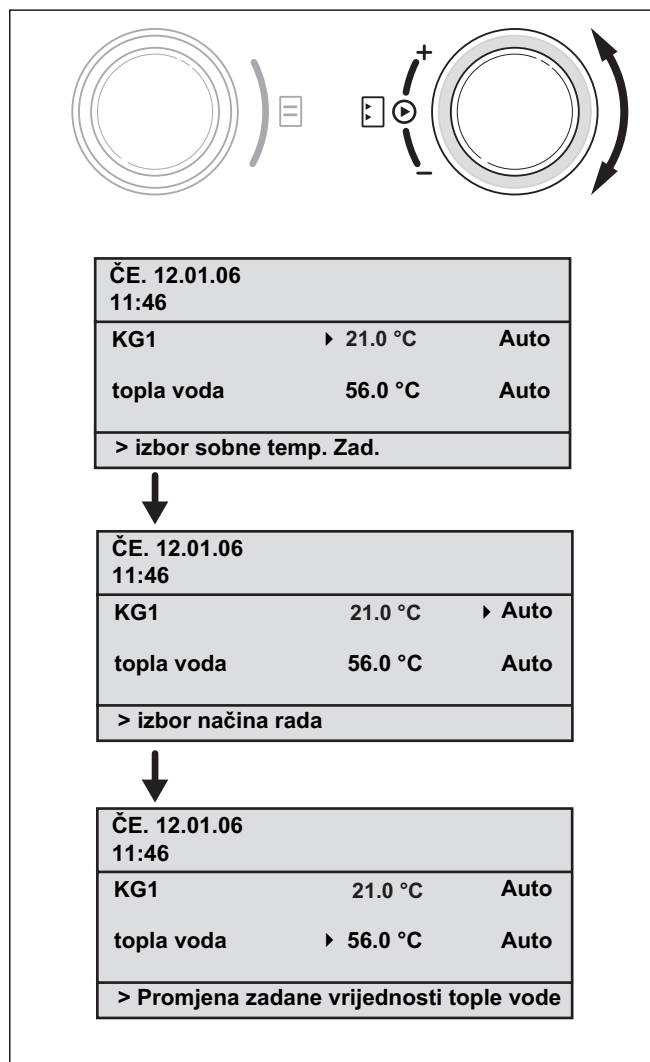 +
−
ČE. 12.01.06
11:46
KG1 21.0 °C Auto
topla voda 56.0 °C Auto
> izbor sobne temp. Zad.
ČE. 12.01.06
11:46
KG1 21.0 °C Auto
topla voda 56.0 °C Auto
> izbor načina rada
ČE. 12.01.06
11:46
KG1 21.0 °C Auto
topla voda 56.0 °C Auto
> Promjena zadane vrijednosti tople vode